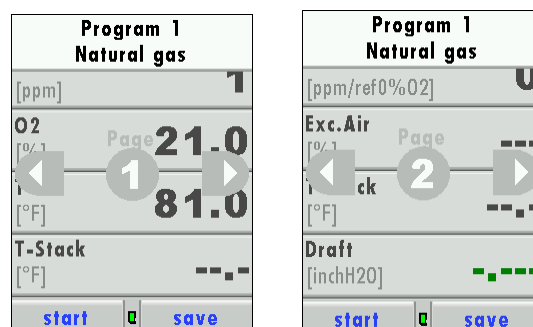 Program 1
Natural gas
[ppm]
1
O2
[%]
Page
21.0
1
[°F]
81.0
T-Stack
[°F]
--.-
start
save
Program 1
Natural gas
[ppm/ref0%O2]
Exc.Air
[%]
Page
2
ck
[°F]
--.-
Draft
[inchH2O]
-.---
start
save